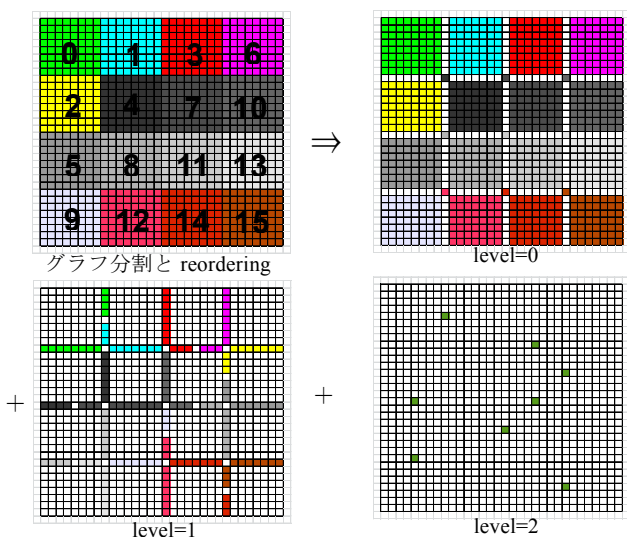 0 1 3 6
2 4 7 10
⇒
5 8 11 13
9 12 14 15
グラフ分割と reordering
level=0
+
+
level=1
level=2